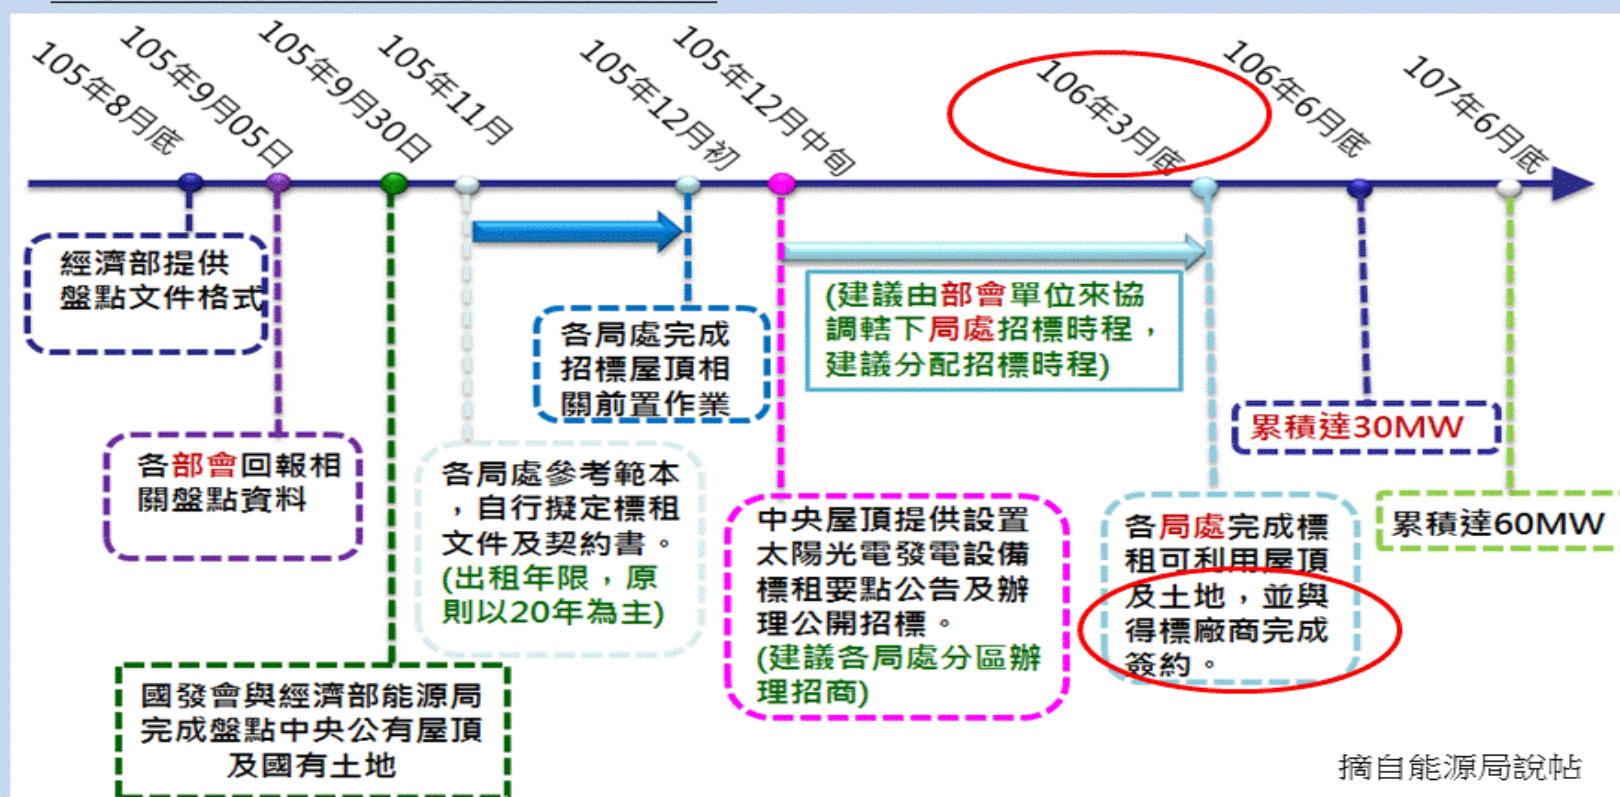 105年8月底
105年9月05日
105年9月30日
105年11月
105年12月初
105年12月中旬
106年3月底
106年6月底
107年6月底
經濟部提供
盤點文件格式
各部會回報相
關盤點資料
國發會與經濟部能源局
完成盤點中央公有屋頂
及國有土地
各局處參考範本
，自行擬定標租
文件及契約書。
(出租年限，原
則以20年為主)
各局處完成
招標屋頂相
關前置作業
中央屋頂提供設置
太陽光電發電設備
標租要點公告及辦
理公開招標。
(建議各局處分區辦
理招商)
(建議由部會單位來協
調轄下局處招標時程，
建議分配招標時程)
各局處完成標
租可利用屋頂
及土地，並與
得標廠商完成
簽約。
累積達30MW
累積達60MW
摘自能源局說帖